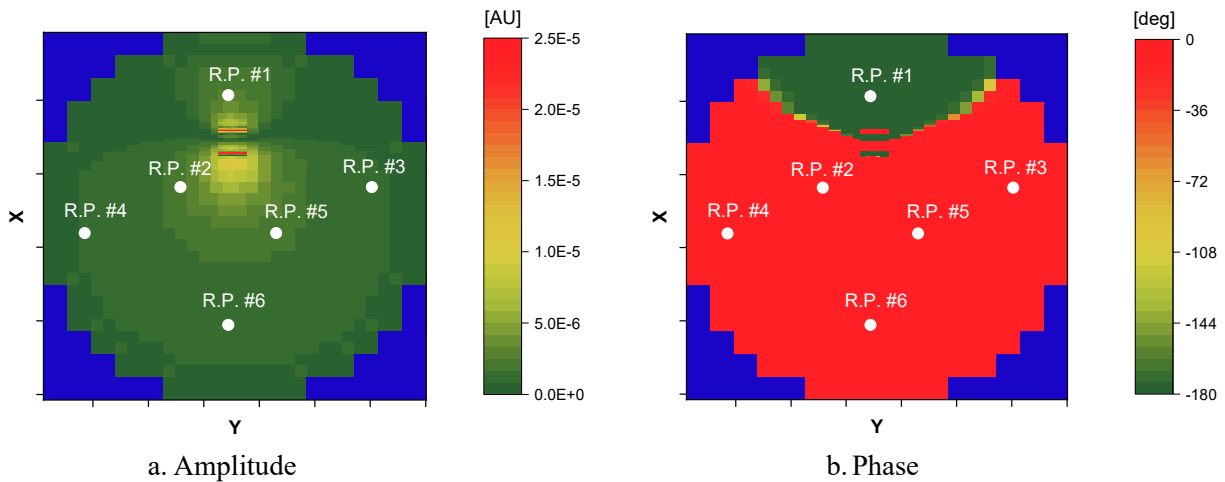 [AU]
2.5E-5
2.0E-5
1.5E-5
1.0E-5
5.0E-6
0.0E+0
R.P. #1
R.P. #2
R.P. #3
R.P. #4
R.P. #5
R.P. #6
X
Y
a. Amplitude
[deg]
0
-36
-72
-108
-144
-180
R.P. #1
R.P. #2
R.P. #3
R.P. #4
R.P. #5
R.P. #6
X
Y
b. Phase